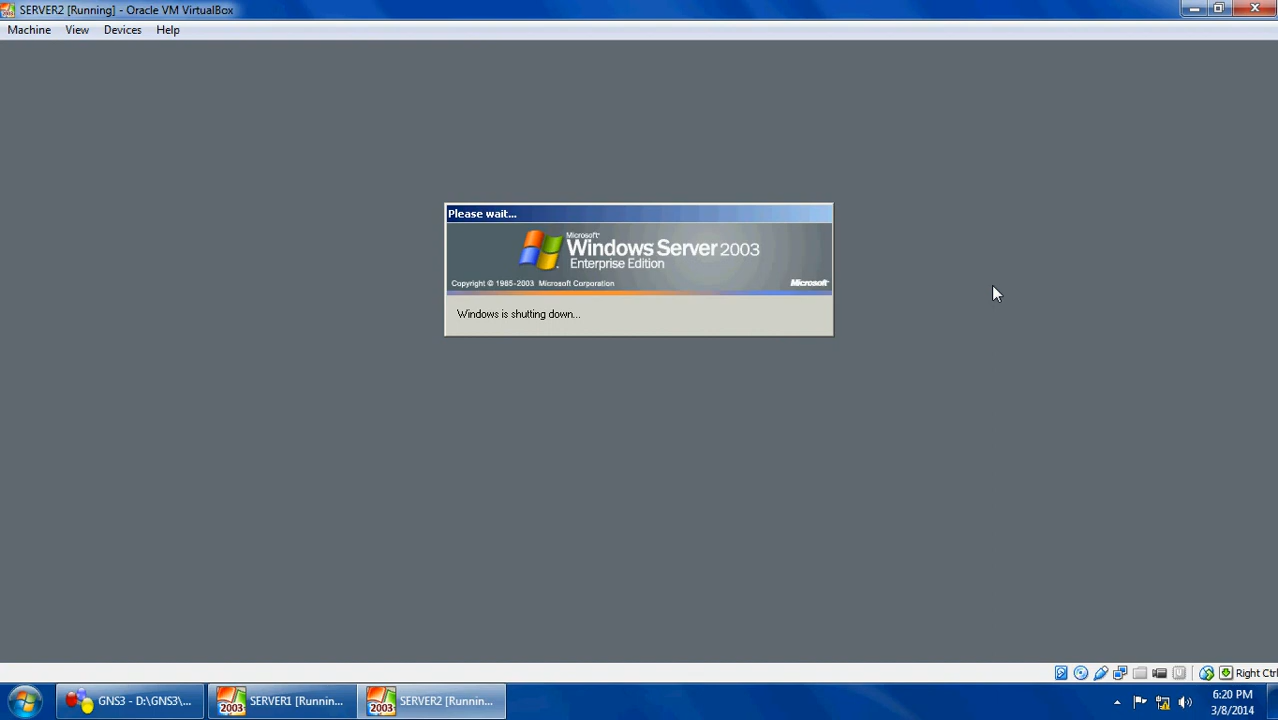 SERVER2 [Running] - Oracle VM VirtualBox
Machine View Devices Help
Please wait...
Microsoft®
Windows Server 2003
Enterprise Edition
Copyright © 1985-2003 Microsoft Corporation
Microsoft
Windows is shutting down...
Right Ctrl
GNS3 - D:\GNS3\...
2003
SERVER1 [Runnin...
2003
SERVER2 [Runnin...
6:20 PM
3/8/2014